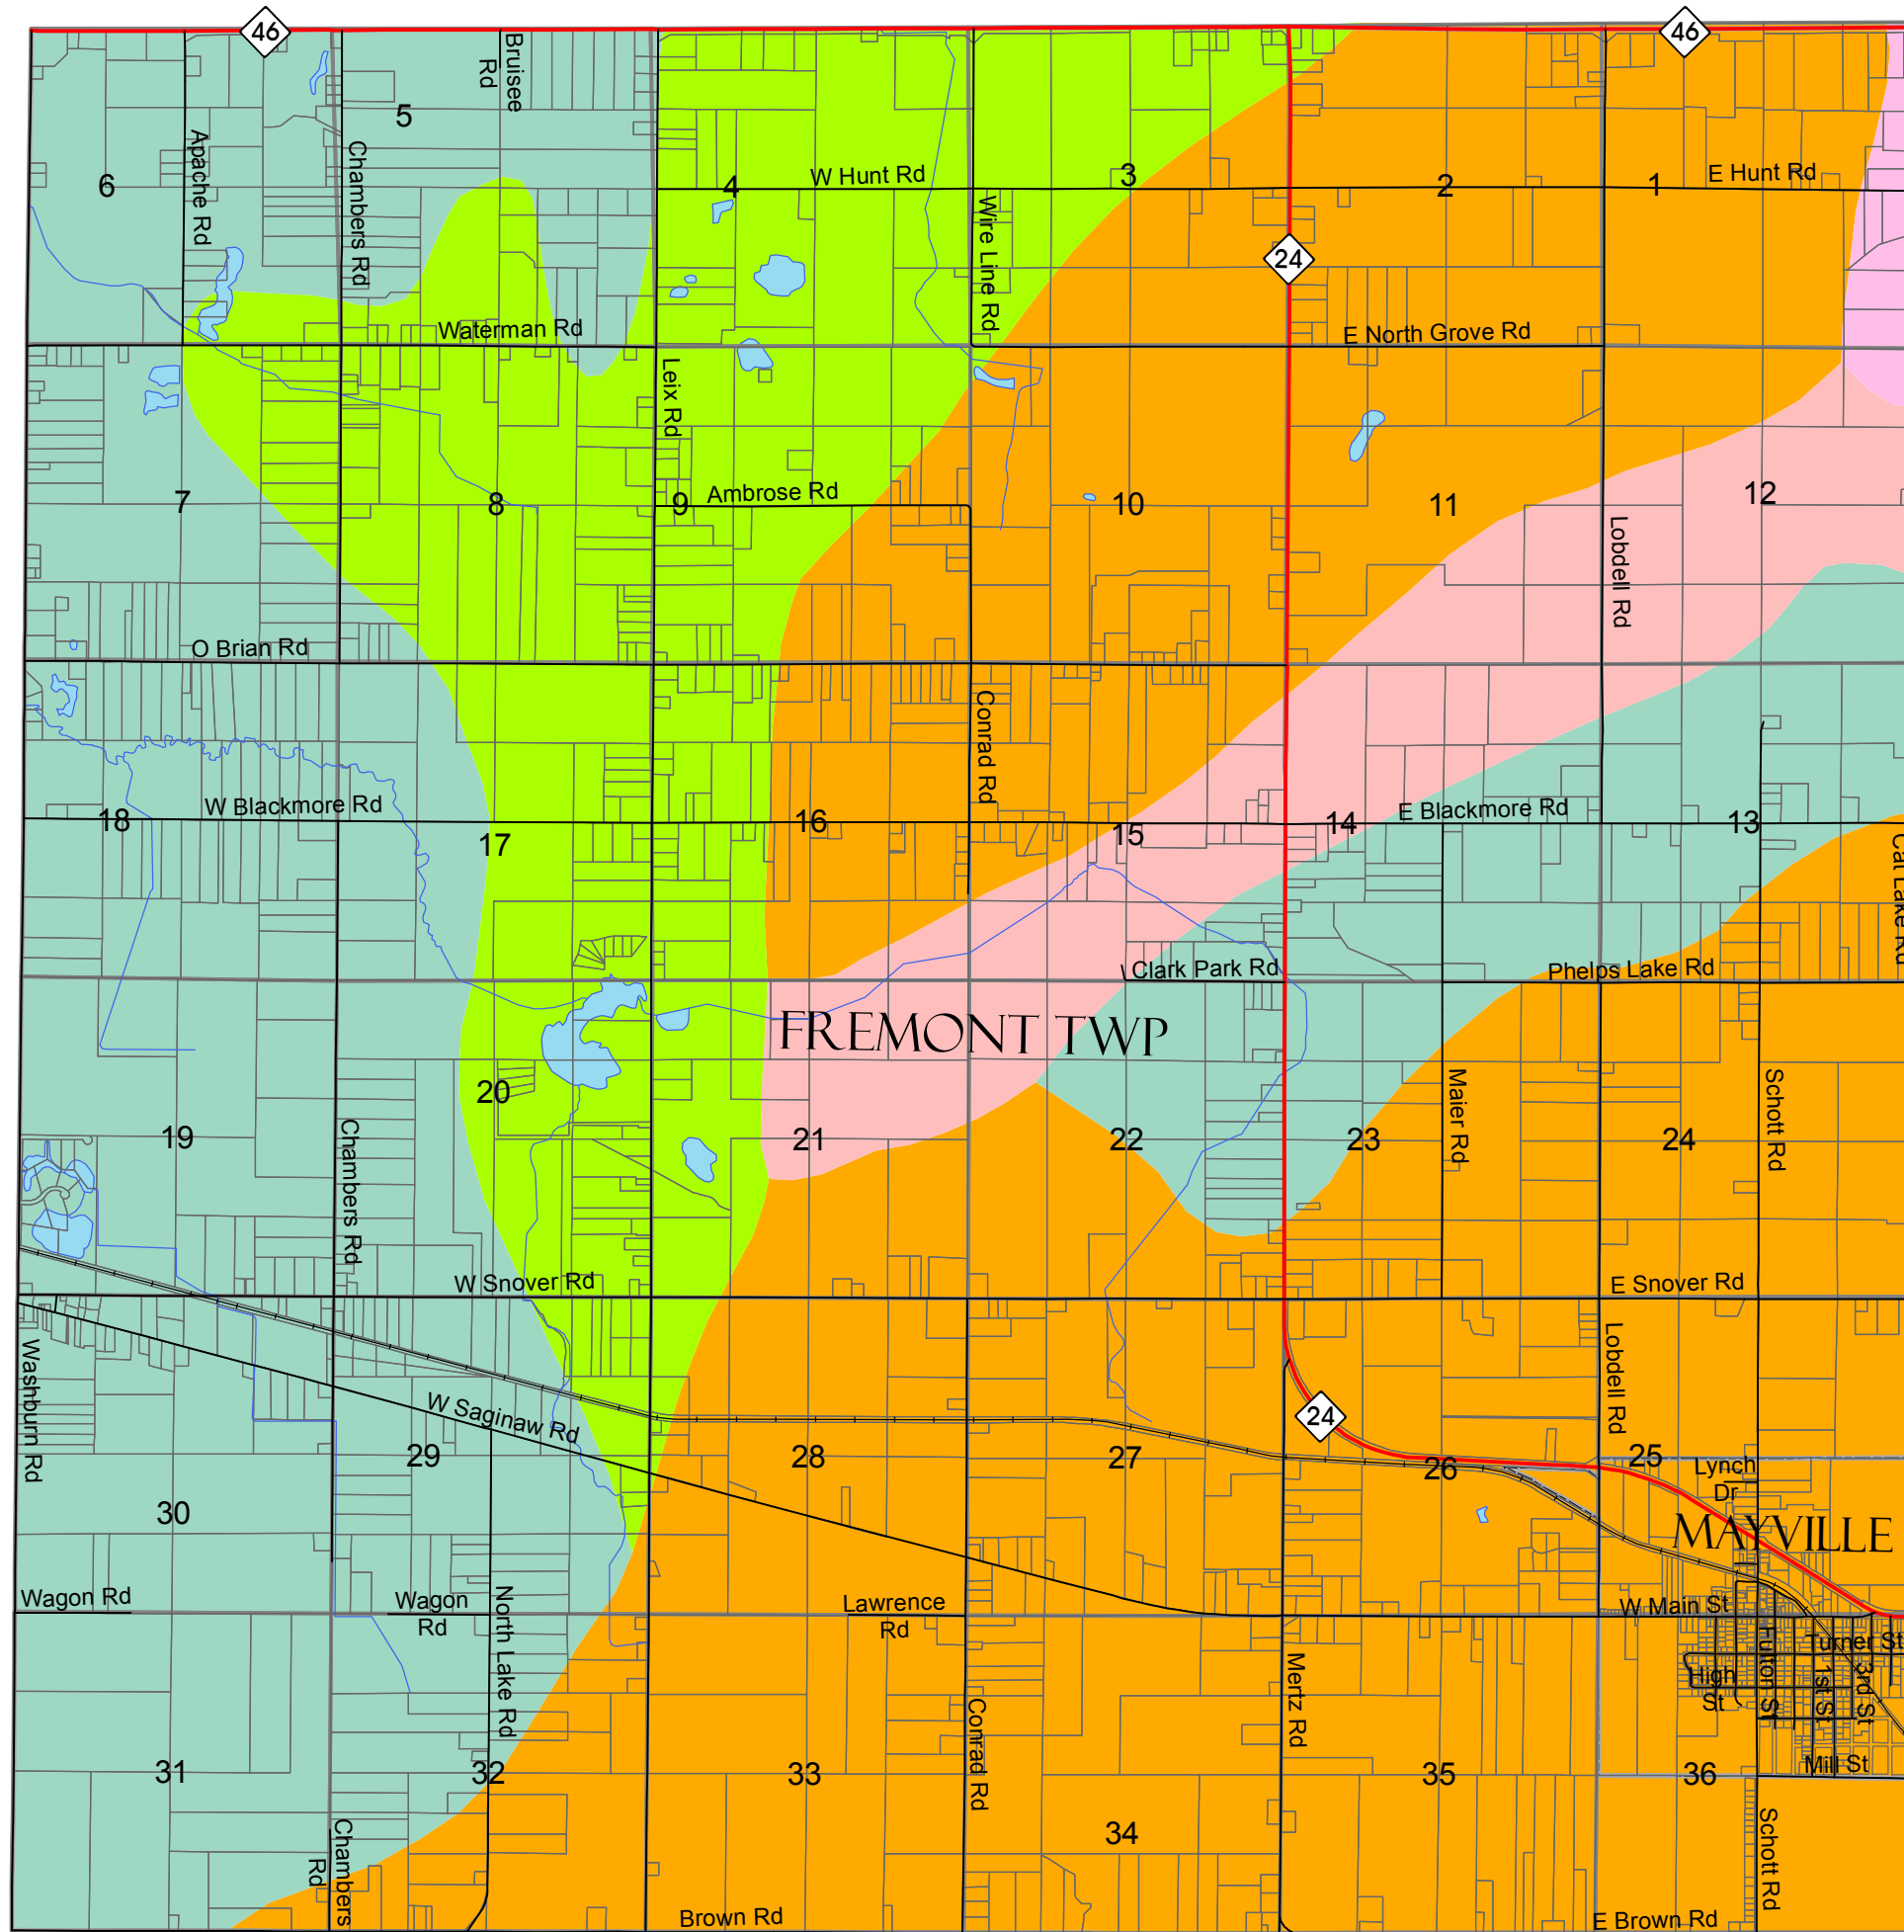 46
46
Bruisee
Rd
5
Apache Rd
Chambers Rd
6
4
W Hunt Rd
3
2
1
E Hunt Rd
Wire Line Rd
24
Waterman Rd
E North Grove Rd
Leix Rd
7
8
9
Ambrose Rd
10
11
12
Lobdell Rd
O Brian Rd
Conrad Rd
18
W Blackmore Rd
17
16
15
14
E Blackmore Rd
13
Cat Lake Rd
Clark Park Rd
Phelps Lake Rd
FREMONT TWP
20
19
21
22
23
24
Maier Rd
Schott Rd
Chambers Rd
W Snover Rd
E Snover Rd
Washburn Rd
W Saginaw Rd
24
Lobdell Rd
29
28
27
26
25
Lynch
Dr
30
MAYVILLE
Wagon Rd
Wagon
Rd
North Lake Rd
Lawrence
Rd
W Main St
Turner St
Fulton St
High
St
1st St
3rd St
Mertz Rd
Conrad Rd
31
32
33
35
36
Mill St
34
Chambers
Rd
Schott Rd
Brown Rd
E Brown Rd